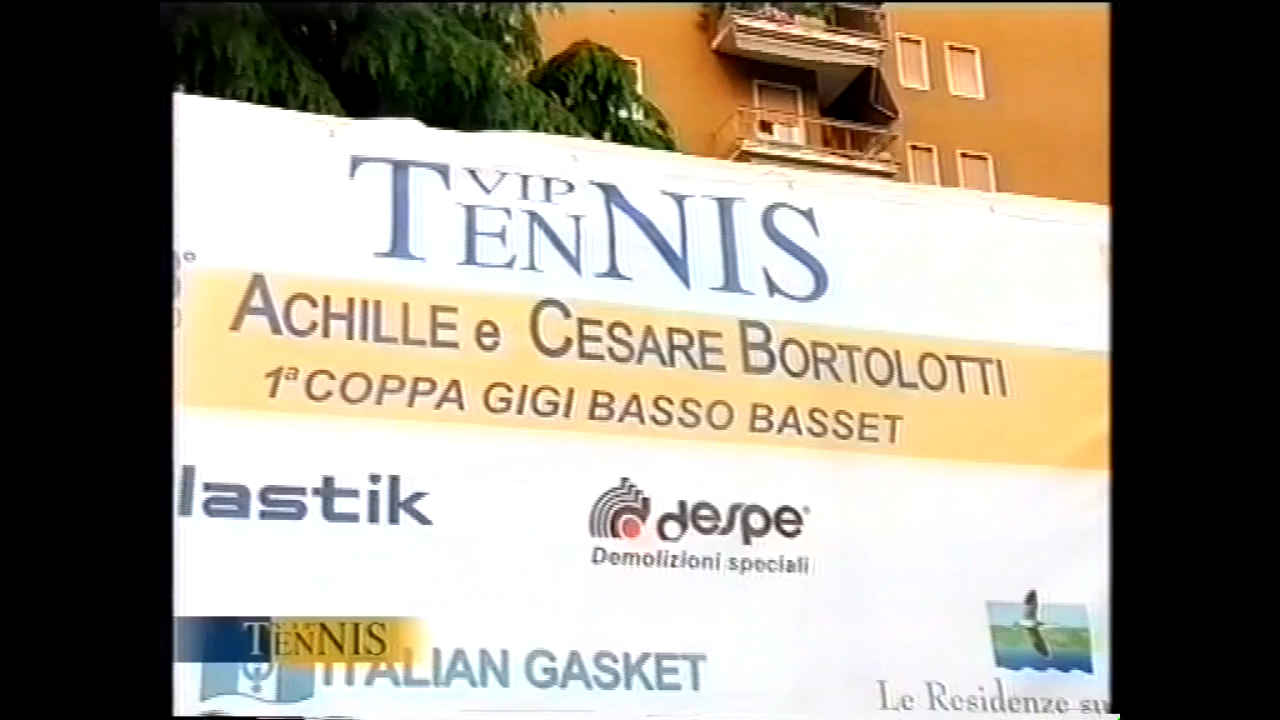 VIP
TENNIS
ACHILLE e CESARE BORTOLOTTI
1ª COPPA GIGI BASSO BASSET
lastik
despe
Demolizioni speciali
TENNIS
ITALIAN GASKET
Le Residenze su